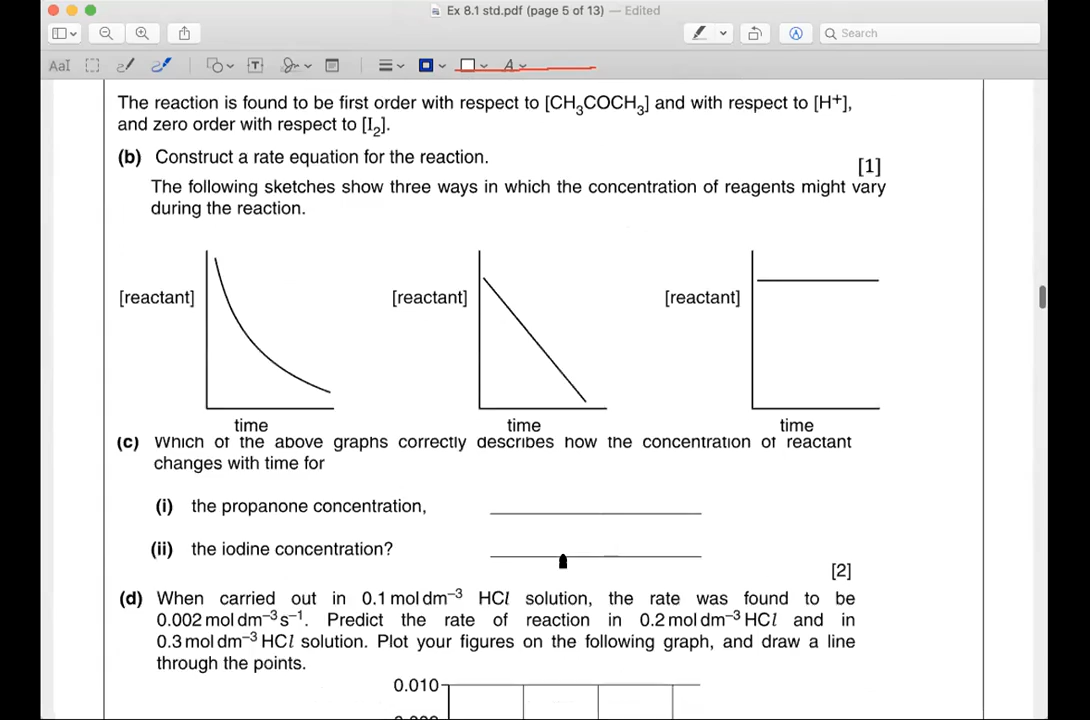 Ex 8.1 std.pdf (page 5 of 13) — Edited
Search
AaI T A
The reaction is found to be first order with respect to [CH₃COCH₃] and with respect to [H⁺],
and zero order with respect to [I₂].
(b) Construct a rate equation for the reaction.
[1]
The following sketches show three ways in which the concentration of reagents might vary
during the reaction.
[reactant] [reactant] [reactant]
time time time
(c) Which of the above graphs correctly describes how the concentration of reactant
changes with time for
(i) the propanone concentration,
(ii) the iodine concentration?
[2]
(d) When carried out in 0.1 mol dm⁻³ HCl solution, the rate was found to be
0.002 mol dm⁻³ s⁻¹. Predict the rate of reaction in 0.2 mol dm⁻³ HCl and in
0.3 mol dm⁻³ HCl solution. Plot your figures on the following graph, and draw a line
through the points.
0.010